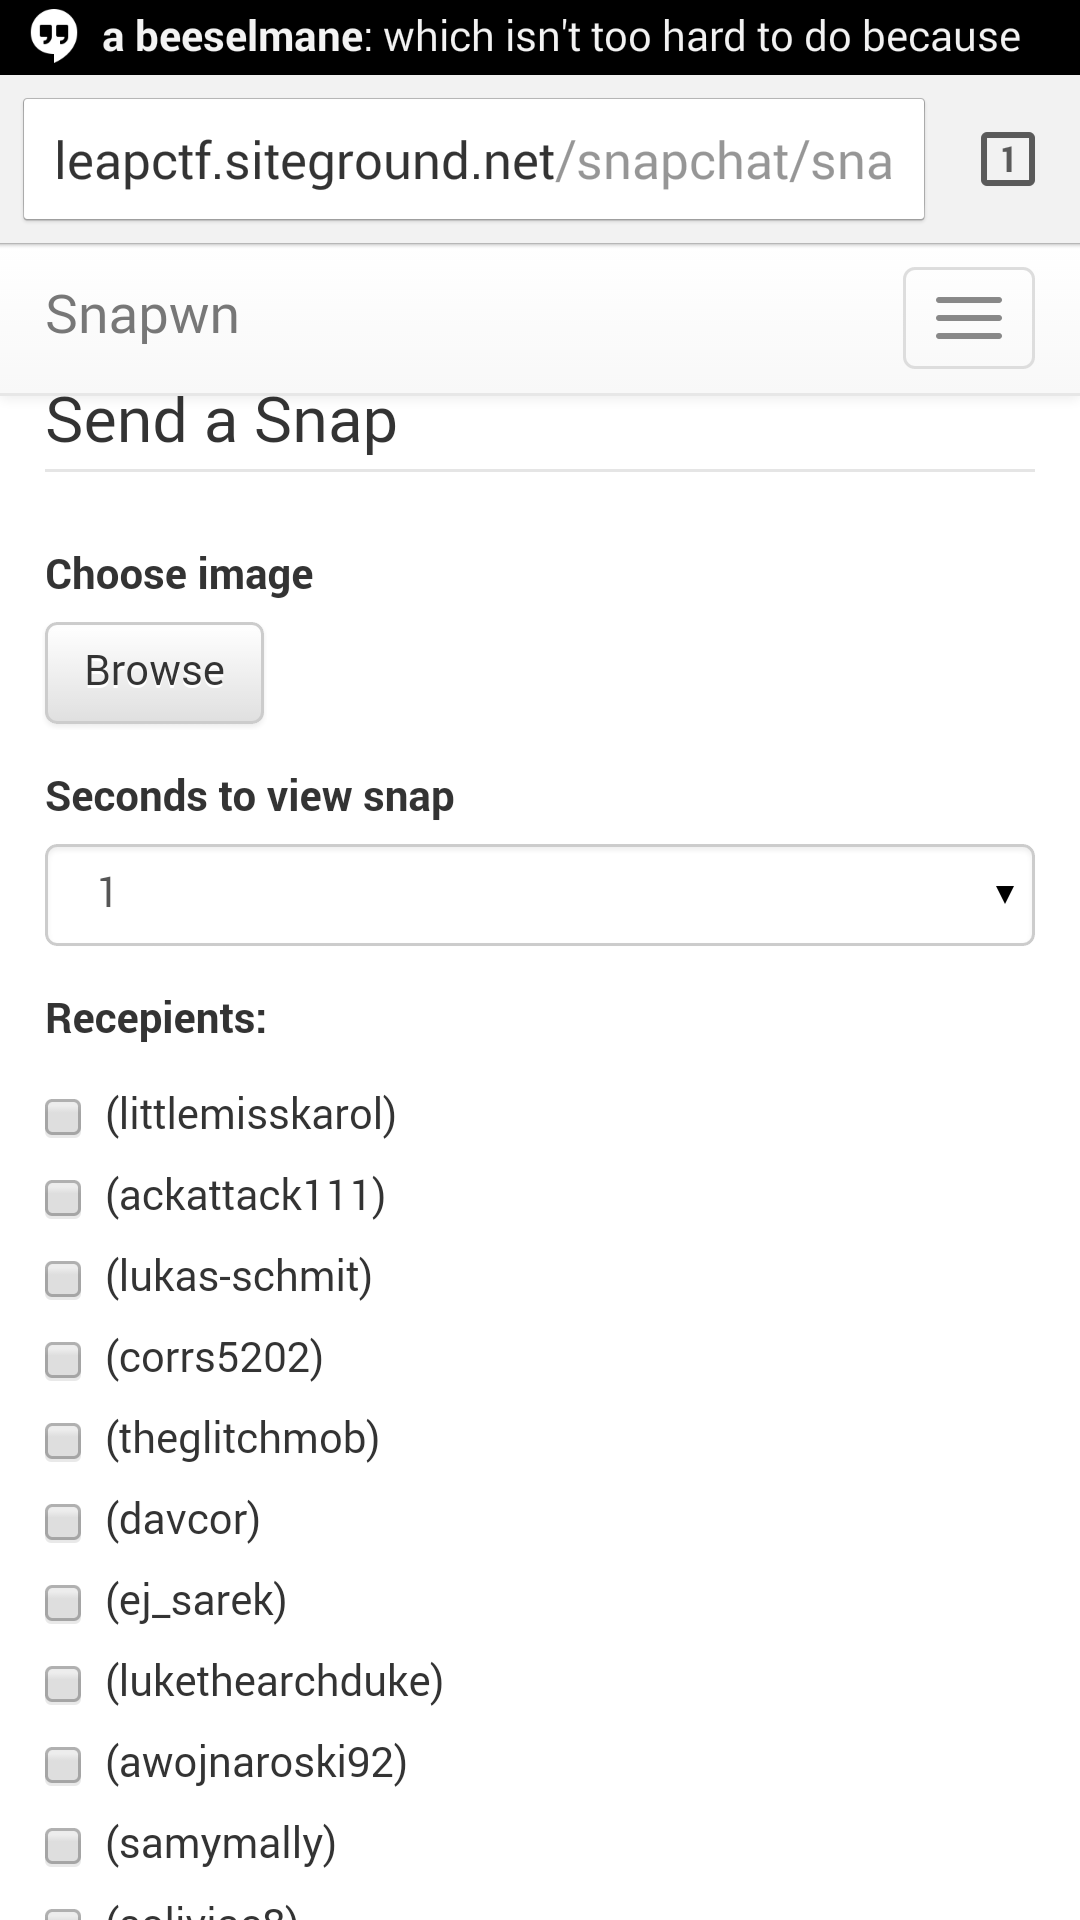 a beeselmane: which isn't too hard to do because
leapctf.siteground.net/snapchat/sna
1
Snapwn
Send a Snap
Choose image
Browse
Seconds to view snap
1
Recepients:
(littlemisskarol)
(ackattack111)
(lukas-schmit)
(corrs5202)
(theglitchmob)
(davcor)
(ej_sarek)
(lukethearchduke)
(awojnaroski92)
(samymally)